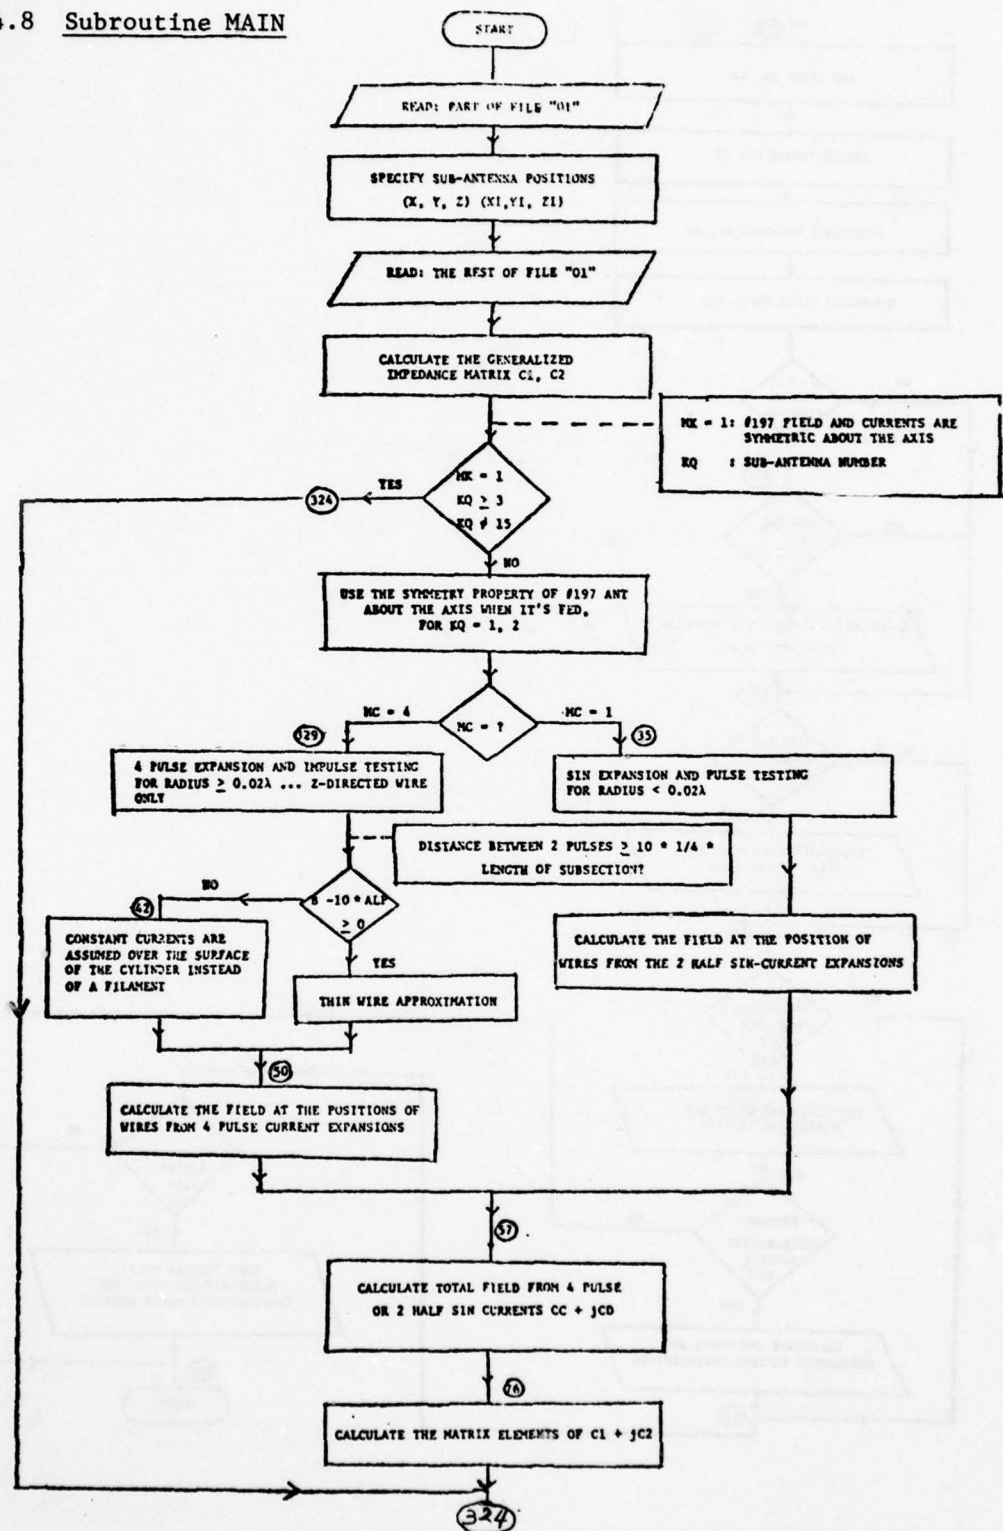 4.8 Subroutine MAIN
START
READ: PART OF FILE "01"
SPECIFY SUB-ANTENNA POSITIONS
(X, Y, Z) (X1,Y1, Z1)
READ: THE REST OF FILE "01"
CALCULATE THE GENERALIZED
IMPEDANCE MATRIX C1, C2
MK = 1: #197 FIELD AND CURRENTS ARE
SYMMETRIC ABOUT THE AXIS
KQ : SUB-ANTENNA NUMBER
MK = 1
KQ ≥ 3
KQ ≠ 15
YES
324
NO
USE THE SYMMETRY PROPERTY OF #197 ANT
ABOUT THE AXIS WHEN IT'S FED,
FOR KQ = 1, 2
MC = ?
MC = 4
MC = 1
329
35
4 PULSE EXPANSION AND IMPULSE TESTING
FOR RADIUS ≥ 0.02λ ... Z-DIRECTED WIRE
ONLY
SIN EXPANSION AND PULSE TESTING
FOR RADIUS < 0.02λ
DISTANCE BETWEEN 2 PULSES ≥ 10 * 1/4 *
LENGTH OF SUBSECTION?
-10 * ALP
≥ 0
NO
42
YES
CONSTANT CURRENTS ARE
ASSUMED OVER THE SURFACE
OF THE CYLINDER INSTEAD
OF A FILAMENT
THIN WIRE APPROXIMATION
CALCULATE THE FIELD AT THE POSITION OF
WIRES FROM THE 2 HALF SIN-CURRENT EXPANSIONS
50
CALCULATE THE FIELD AT THE POSITIONS OF
WIRES FROM 4 PULSE CURRENT EXPANSIONS
57
CALCULATE TOTAL FIELD FROM 4 PULSE
OR 2 HALF SIN CURRENTS CC + jCD
76
CALCULATE THE MATRIX ELEMENTS OF C1 + jC2
324